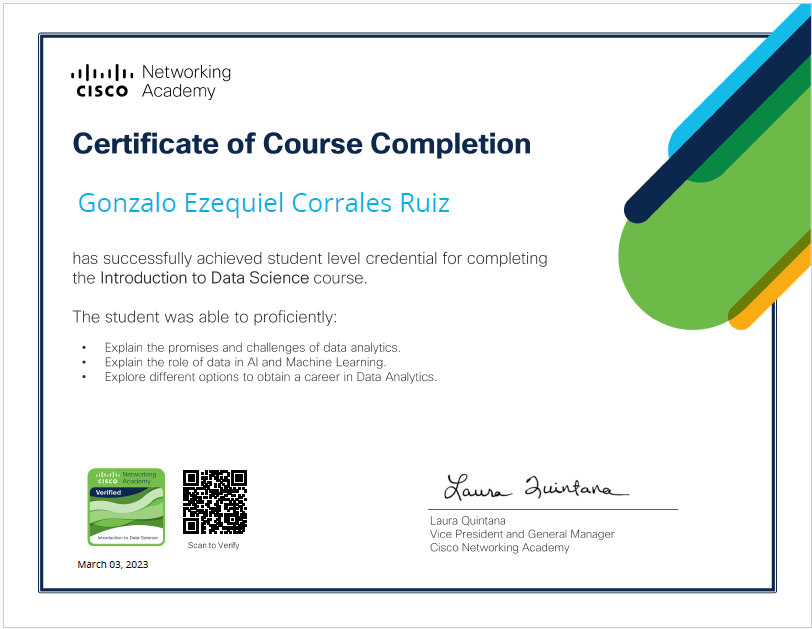 Networking
CISCO Academy
Certificate of Course Completion
Gonzalo Ezequiel Corrales Ruiz
has successfully achieved student level credential for completing
the Introduction to Data Science course.
The student was able to proficiently:
• Explain the promises and challenges of data analytics.
• Explain the role of data in AI and Machine Learning.
• Explore different options to obtain a career in Data Analytics.
Networking
CISCO Academy
Verified
Introduction to Data Science
Scan to Verify
March 03, 2023
Laura Quintana
Laura Quintana
Vice President and General Manager
Cisco Networking Academy